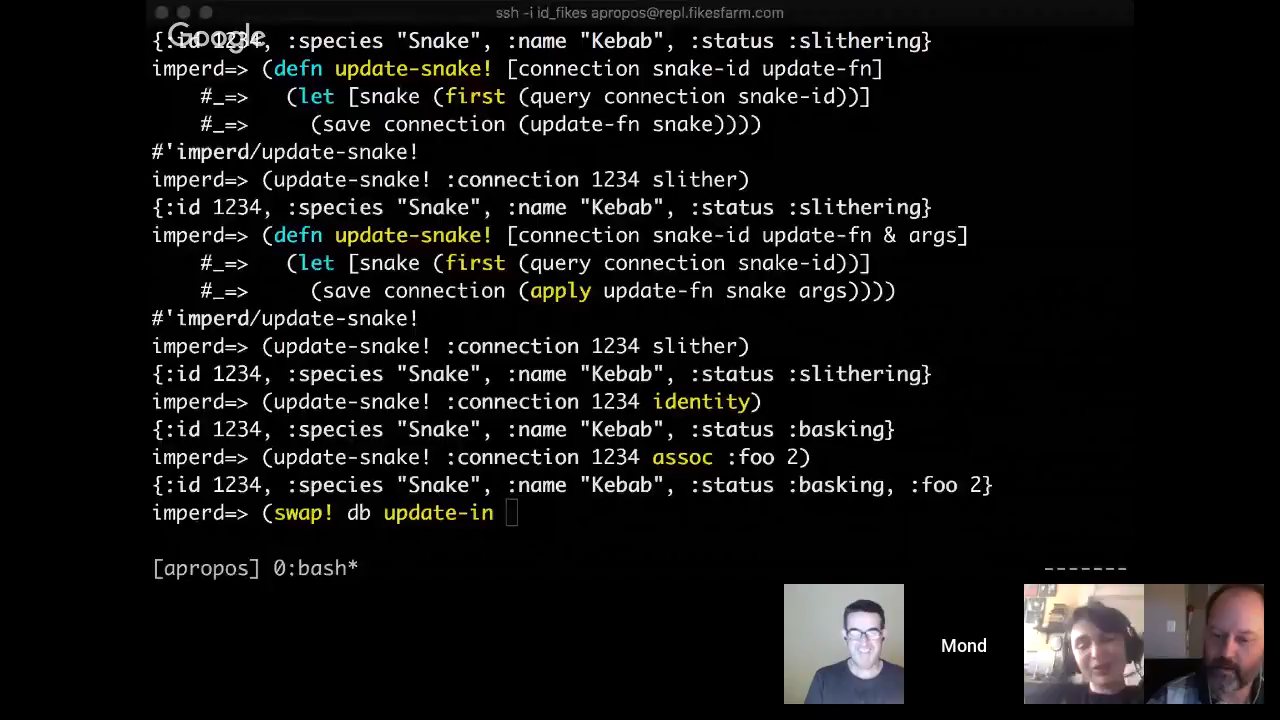 ssh -i id_fikes apropos@repl.fikesfarm.com
Google
{:id 1234, :species "Snake", :name "Kebab", :status :slithering}
imperd=> (defn update-snake! [connection snake-id update-fn]
#_=> (let [snake (first (query connection snake-id))]
#_=> (save connection (update-fn snake))))
#'imperd/update-snake!
imperd=> (update-snake! :connection 1234 slither)
{:id 1234, :species "Snake", :name "Kebab", :status :slithering}
imperd=> (defn update-snake! [connection snake-id update-fn & args]
#_=> (let [snake (first (query connection snake-id))]
#_=> (save connection (apply update-fn snake args))))
#'imperd/update-snake!
imperd=> (update-snake! :connection 1234 slither)
{:id 1234, :species "Snake", :name "Kebab", :status :slithering}
imperd=> (update-snake! :connection 1234 identity)
{:id 1234, :species "Snake", :name "Kebab", :status :basking}
imperd=> (update-snake! :connection 1234 assoc :foo 2)
{:id 1234, :species "Snake", :name "Kebab", :status :basking, :foo 2}
imperd=> (swap! db update-in
[apropos] 0:bash* -------
Mond